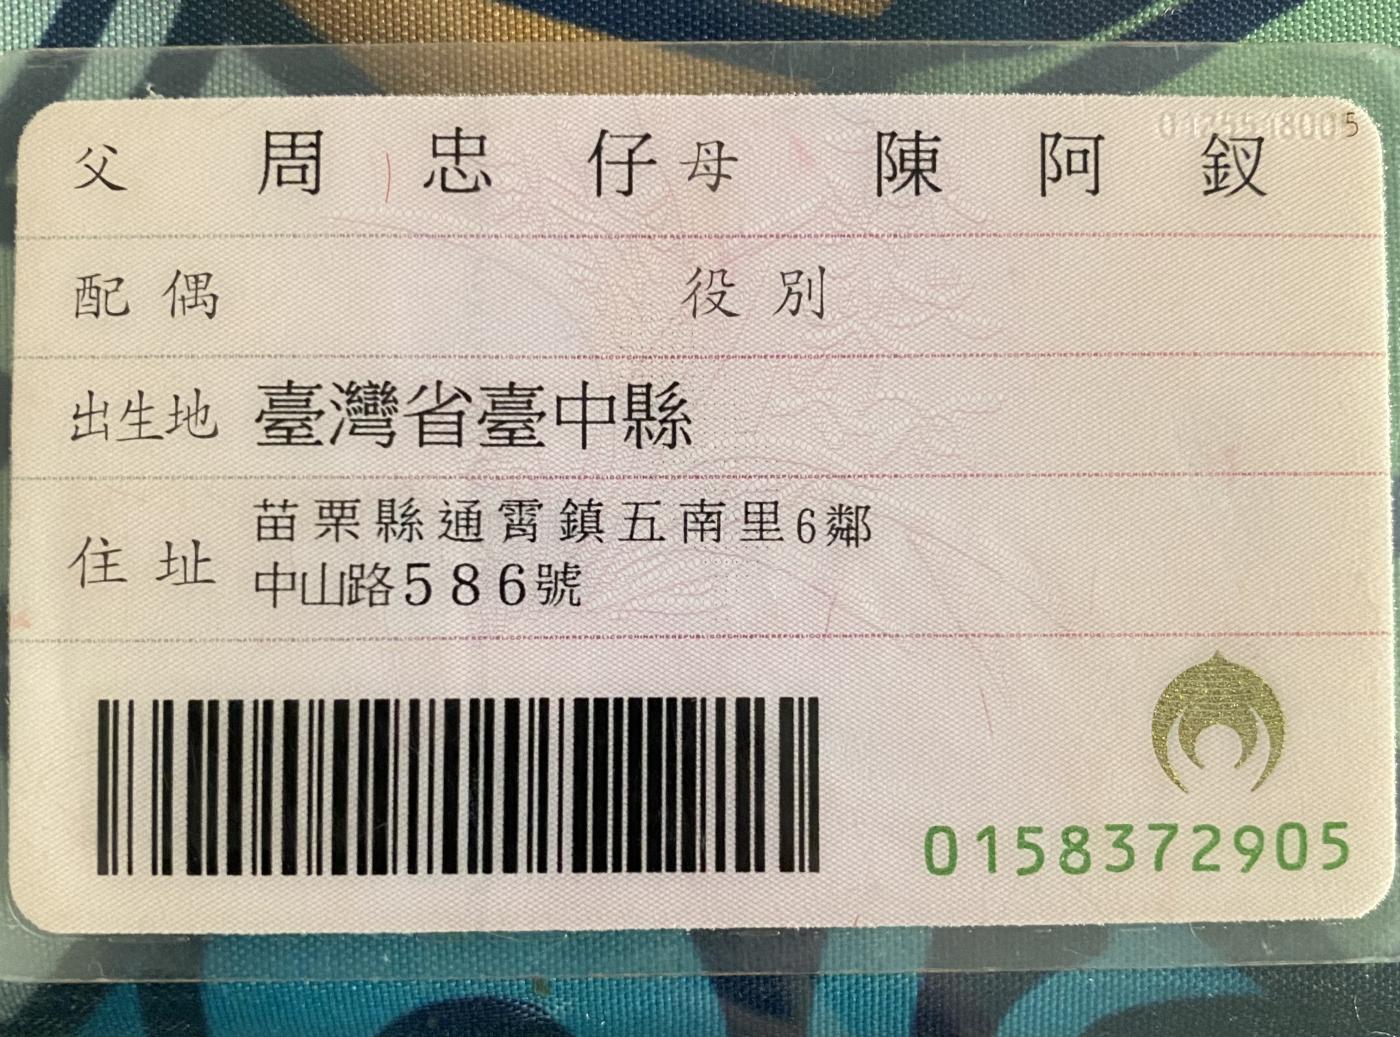 父 周忠仔 母 陳阿釵
配偶 役別
出生地 臺灣省臺中縣
住址 苗栗縣通霄鎮五南里6鄰
中山路586號
0158372905